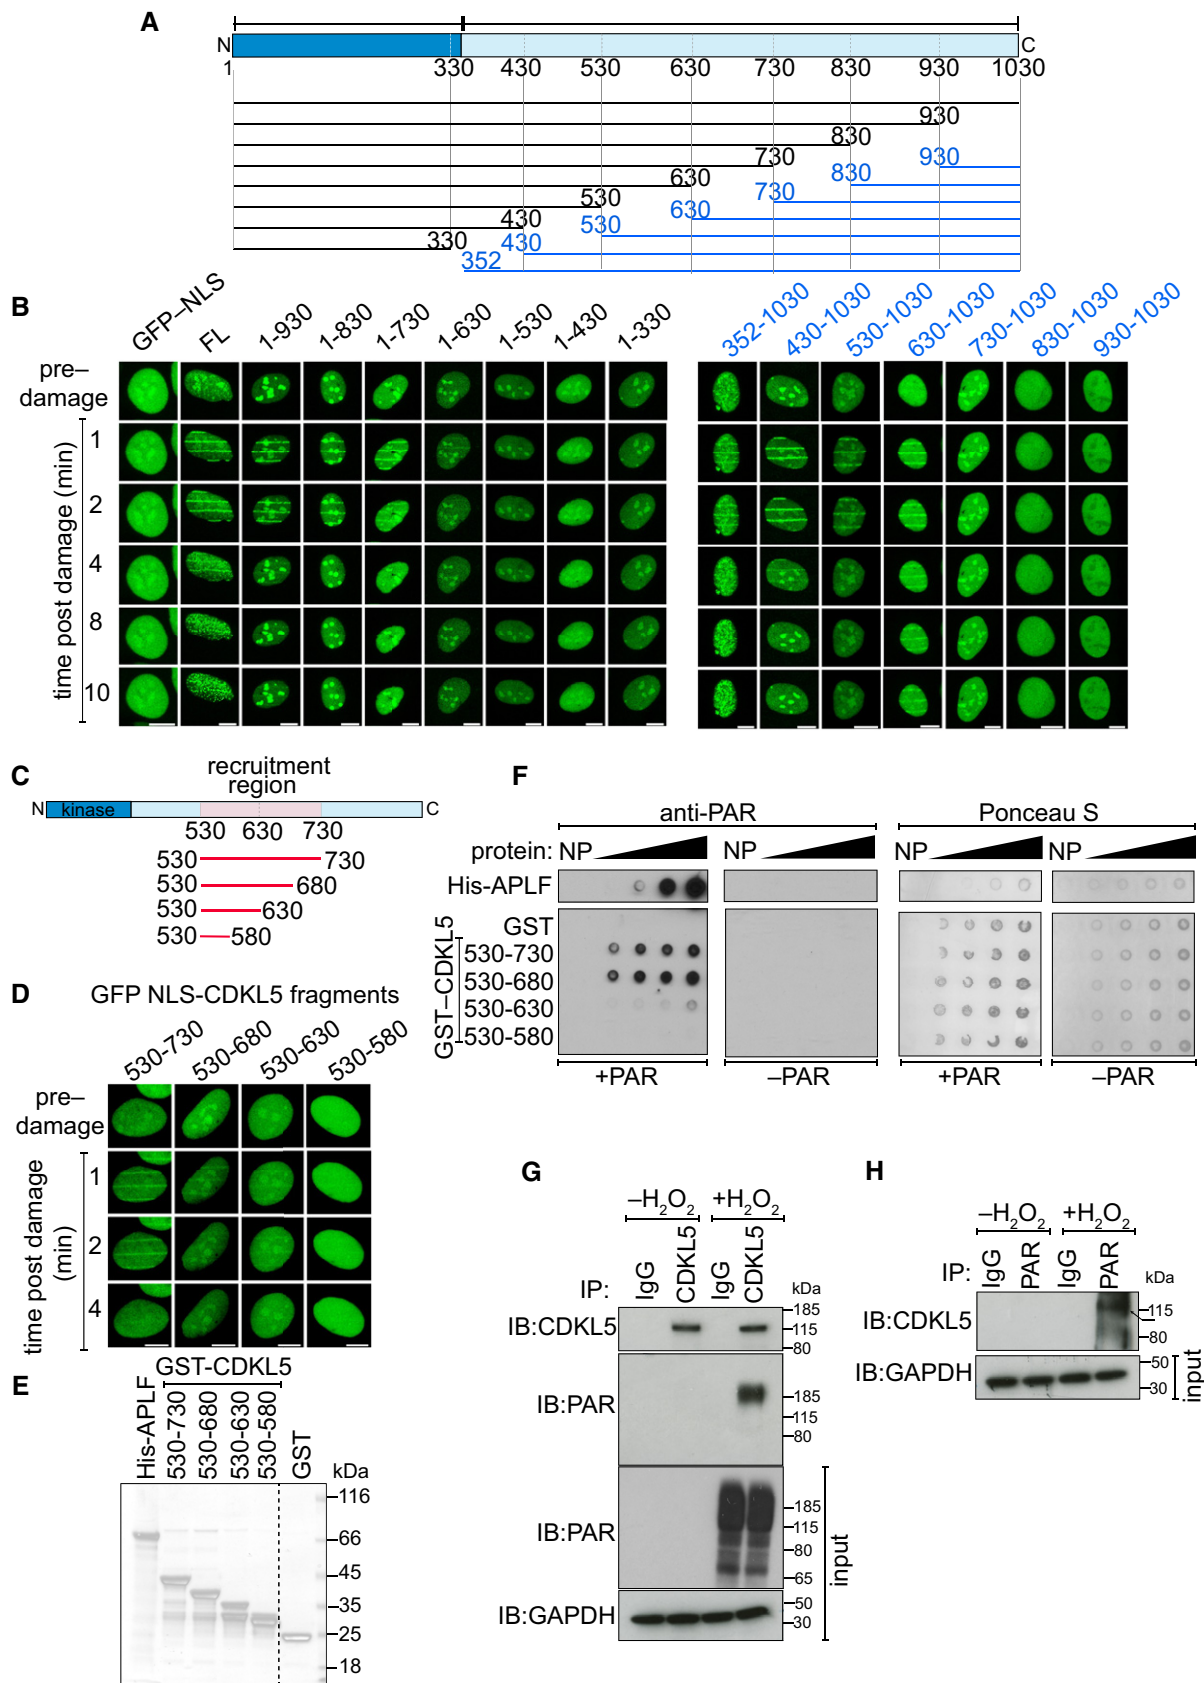 A
N
C
1
330
430
530
630
730
830
930
1030
930
830
730
930
630
830
530
730
430
630
330
530
430
352
B
GFP–NLS
FL
1-930
1-830
1-730
1-630
1-530
1-430
1-330
352-1030
430-1030
530-1030
630-1030
730-1030
830-1030
930-1030
pre–
damage
time post damage (min)
1
2
4
8
10
C
recruitment
region
N
kinase
C
530
630
730
530
730
530
680
530
630
530
580
D
GFP NLS-CDKL5 fragments
530-730
530-680
530-630
530-580
pre–
damage
time post damage
(min)
1
2
4
E
GST-CDKL5
His-APLF
530-730
530-680
530-630
530-580
GST
kDa
116
66
45
35
25
18
F
anti-PAR
Ponceau S
protein:
NP
NP
NP
NP
His-APLF
GST
GST–CDKL5
530-730
530-680
530-630
530-580
+PAR
–PAR
+PAR
–PAR
G
–H2O2
+H2O2
IP:
IgG
CDKL5
IgG
CDKL5
kDa
IB:CDKL5
185
115
80
IB:PAR
185
115
80
IB:PAR
185
115
80
65
IB:GAPDH
50
30
input
H
–H2O2
+H2O2
IP:
IgG
PAR
IgG
PAR
kDa
IB:CDKL5
115
80
IB:GAPDH
50
30
input